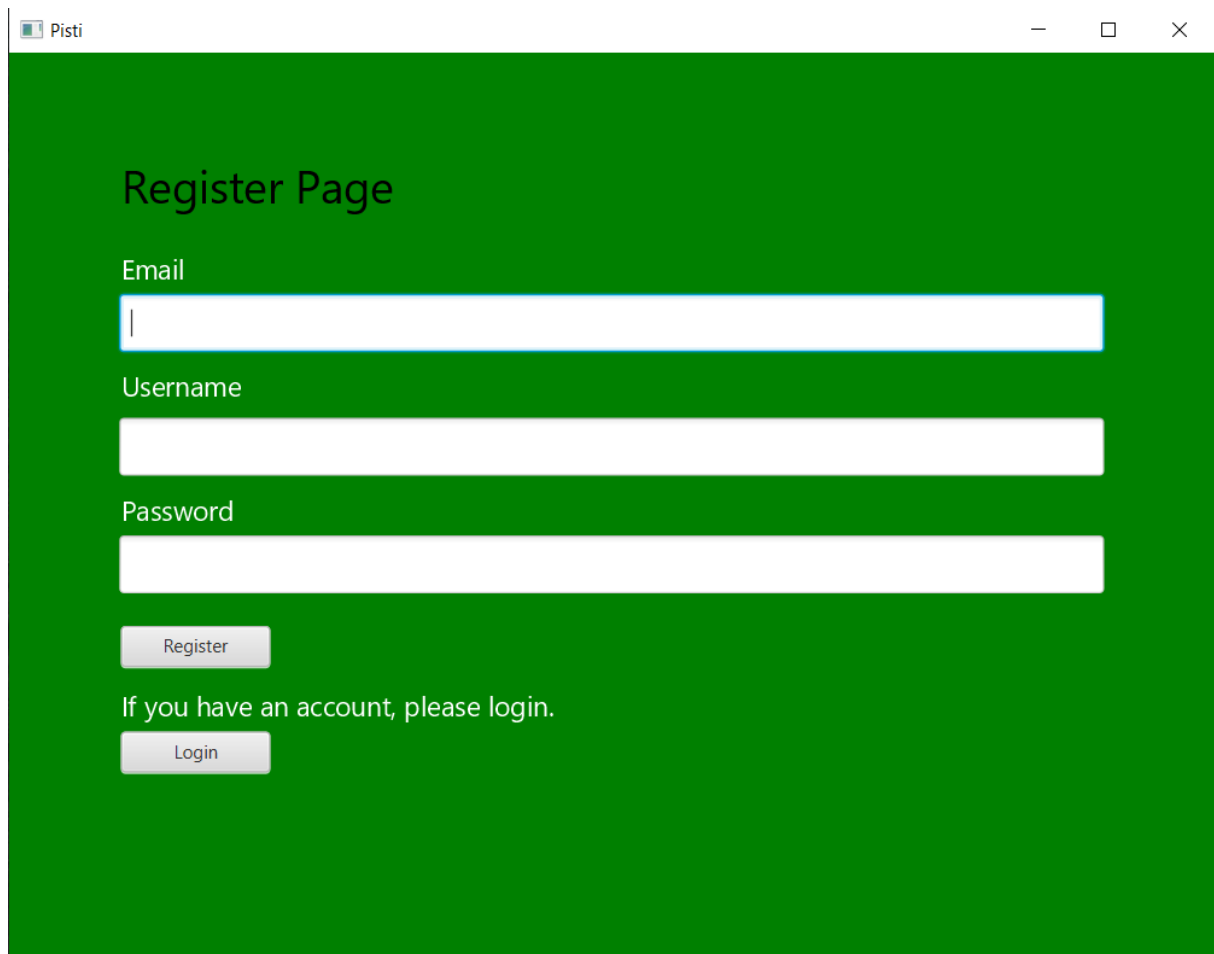 Pisti
Register Page
Email
Username
Password
Register
If you have an account, please login.
Login